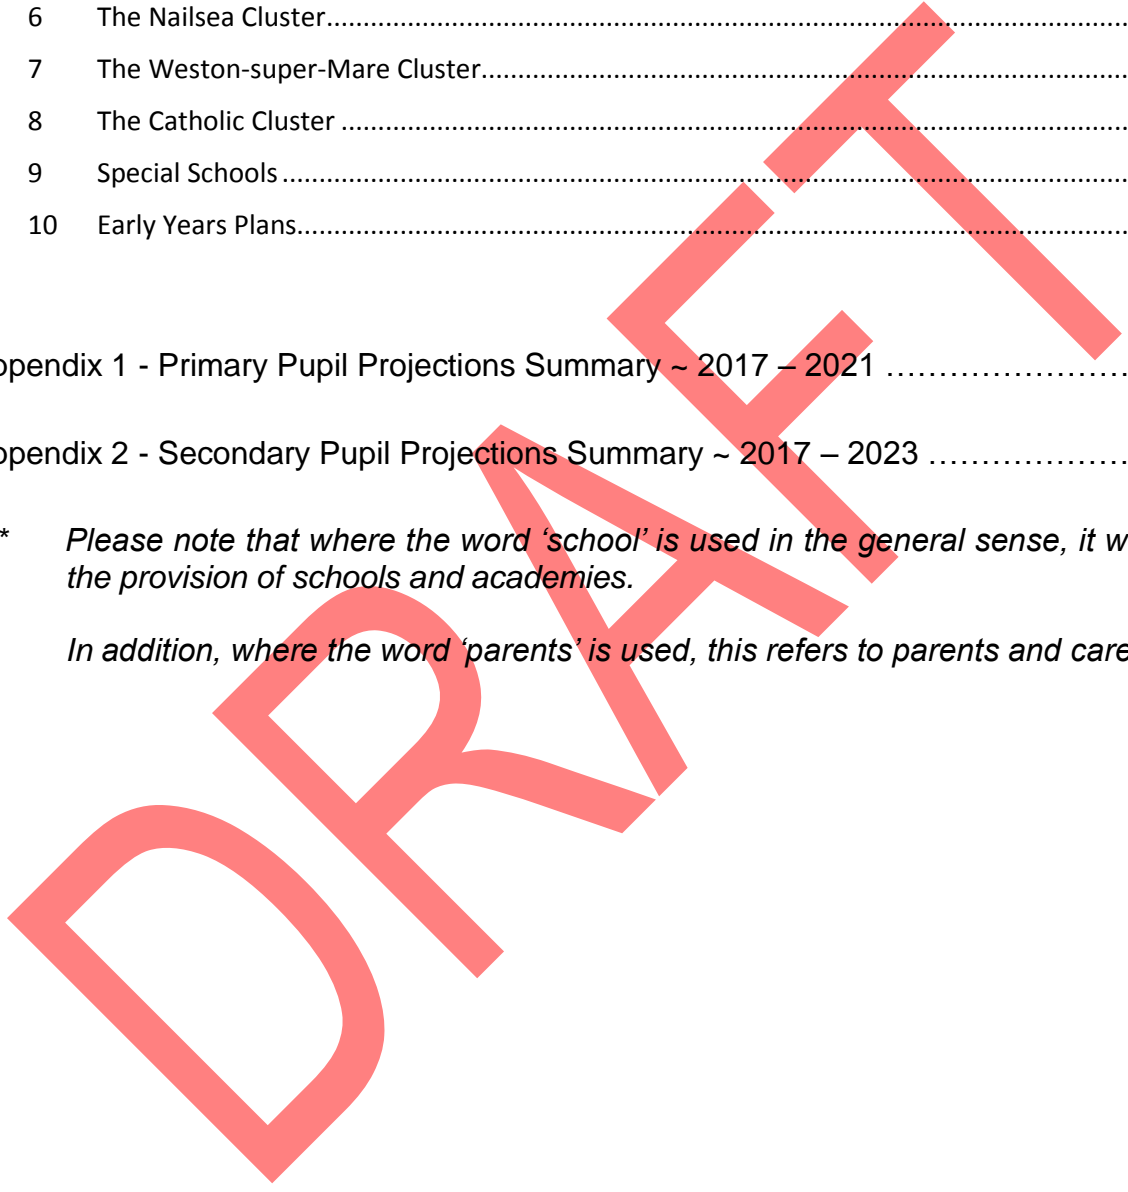 6 The Nailsea Cluster
7 The Weston-super-Mare Cluster
8 The Catholic Cluster
9 Special Schools
10 Early Years Plans
ppendix 1 - Primary Pupil Projections Summary ~ 2017 – 2021
ppendix 2 - Secondary Pupil Projections Summary ~ 2017 – 2023
* Please note that where the word ‘school’ is used in the general sense, it w
the provision of schools and academies.
In addition, where the word ‘parents’ is used, this refers to parents and care
DRAFT